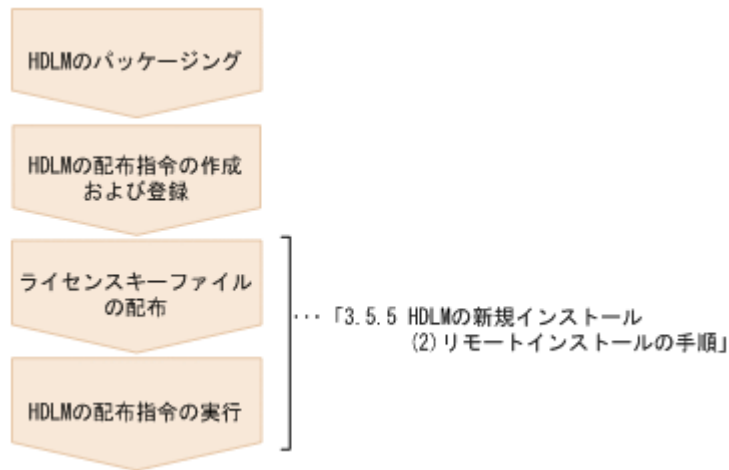 HDLMのパッケージング
HDLMの配布指令の作成
および登録
ライセンスキーファイル
の配布
…「3.5.5 HDLMの新規インストール
(2)リモートインストールの手順」
HDLMの配布指令の実行